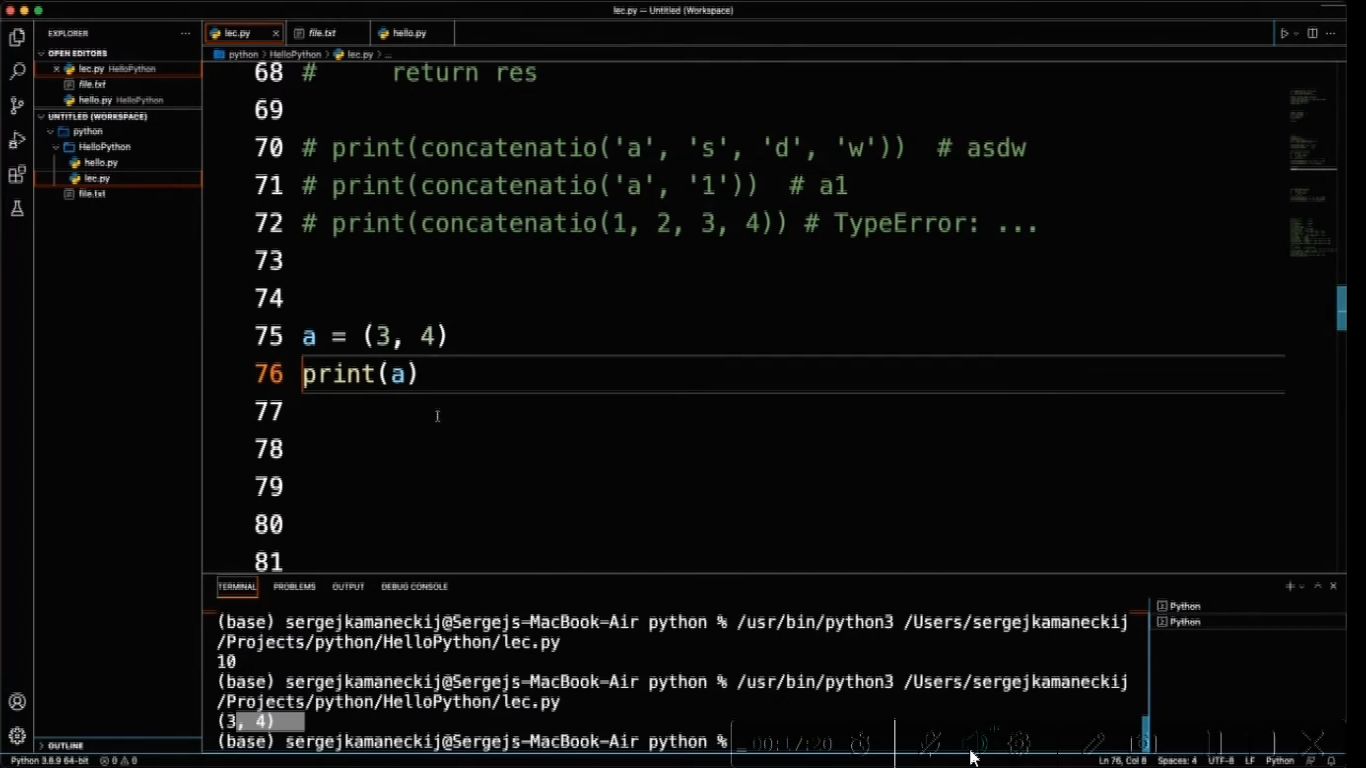 lec.py — Untitled (Workspace)
EXPLORER
lec.py
file.txt
hello.py
OPEN EDITORS
python > HelloPython > lec.py > ...
lec.py HelloPython
file.txt
hello.py HelloPython
UNTITLED (WORKSPACE)
python
HelloPython
hello.py
lec.py
file.txt
68 #     return res
69
70 # print(concatenatio('a', 's', 'd', 'w'))  # asdw
71 # print(concatenatio('a', '1'))  # a1
72 # print(concatenatio(1, 2, 3, 4)) # TypeError: ...
73
74
75 a = (3, 4)
76 print(a)
77
78
79
80
81
TERMINAL PROBLEMS OUTPUT DEBUG CONSOLE
(base) sergejkamaneckij@Sergejs-MacBook-Air python % /usr/bin/python3 /Users/sergejkamaneckij
/Projects/python/HelloPython/lec.py
10
(base) sergejkamaneckij@Sergejs-MacBook-Air python % /usr/bin/python3 /Users/sergejkamaneckij
/Projects/python/HelloPython/lec.py
(3, 4)
(base) sergejkamaneckij@Sergejs-MacBook-Air python %
Python
Python
00:17:20
OUTLINE
Python 3.8.9 64-bit 0 0
Ln 76, Col 8 Spaces: 4 UTF-8 LF Python